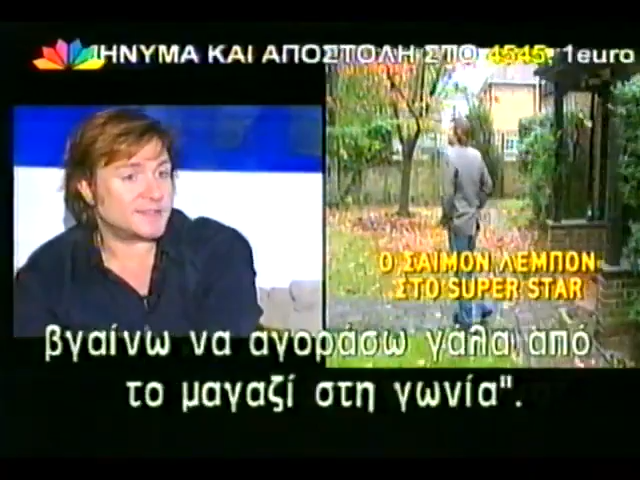 ΜΗΝΥΜΑ ΚΑΙ ΑΠΟΣΤΟΛΗ ΣΤΟ 4545, 1euro
Ο ΣΑΙΜΟΝ ΛΕΜΠΟΝ
ΣΤΟ SUPER STAR
βγαίνω να αγοράσω γάλα από
το μαγαζί στη γωνία".